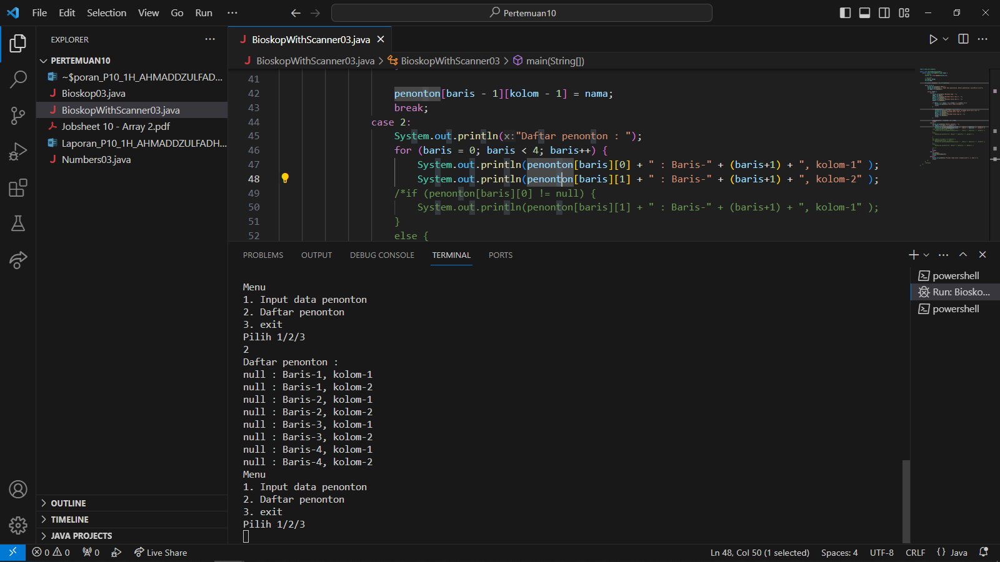 File Edit Selection View Go Run ···
Pertemuan10
EXPLORER
PERTEMUAN10
~$poran_P10_1H_AHMADDZULFAD...
Bioskop03.java
BioskopWithScanner03.java
Jobsheet 10 - Array 2.pdf
Laporan_P10_1H_AHMADDZULFADH...
Numbers03.java
OUTLINE
TIMELINE
JAVA PROJECTS
BioskopWithScanner03.java
BioskopWithScanner03.java > BioskopWithScanner03 > main(String[])
41
42 penonton[baris - 1][kolom - 1] = nama;
43 break;
44 case 2:
45 System.out.println(x:"Daftar penonton : ");
46 for (baris = 0; baris < 4; baris++) {
47 System.out.println(penonton[baris][0] + " : Baris-" + (baris+1) + ", kolom-1" );
48 System.out.println(penonton[baris][1] + " : Baris-" + (baris+1) + ", kolom-2" );
49 /*if (penonton[baris][0] != null) {
50 System.out.println(penonton[baris][1] + " : Baris-" + (baris+1) + ", kolom-1" );
51 }
52 else {
PROBLEMS OUTPUT DEBUG CONSOLE TERMINAL PORTS
Menu
1. Input data penonton
2. Daftar penonton
3. exit
Pilih 1/2/3
2
Daftar penonton :
null : Baris-1, kolom-1
null : Baris-1, kolom-2
null : Baris-2, kolom-1
null : Baris-2, kolom-2
null : Baris-3, kolom-1
null : Baris-3, kolom-2
null : Baris-4, kolom-1
null : Baris-4, kolom-2
Menu
1. Input data penonton
2. Daftar penonton
3. exit
Pilih 1/2/3
powershell
Run: Biosko...
powershell
0 0 0 Live Share
Ln 48, Col 50 (1 selected) Spaces: 4 UTF-8 CRLF {} Java